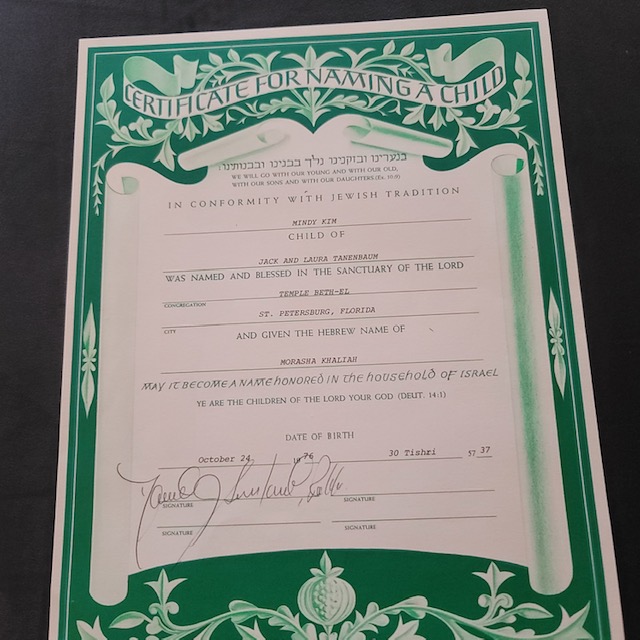 CERTIFICATE FOR NAMING A CHILD
בנערינו ובזקנינו נלך בבנינו ובבנותינו
WE WILL GO WITH OUR YOUNG AND WITH OUR OLD,
WITH OUR SONS AND WITH OUR DAUGHTERS (Ex. 10:9)
IN CONFORMITY WITH JEWISH TRADITION
MINDY KIM
CHILD OF
JACK AND LAURA TANENBAUM
WAS NAMED AND BLESSED IN THE SANCTUARY OF THE LORD
TEMPLE BETH-EL
CONGREGATION
ST. PETERSBURG, FLORIDA
CITY
AND GIVEN THE HEBREW NAME OF
MORASHA KHALIAH
MAY IT BECOME A NAME HONORED IN THE HOUSEHOLD OF ISRAEL
YE ARE THE CHILDREN OF THE LORD YOUR GOD (DEUT. 14:1)
DATE OF BIRTH
October 24 1976 30 Tishri 5737
SIGNATURE SIGNATURE
SIGNATURE SIGNATURE